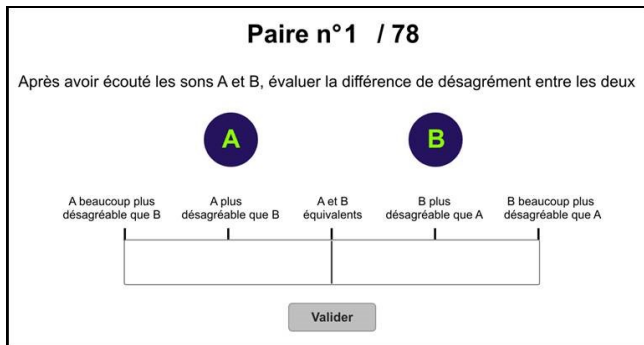 Paire n°1 / 78
Après avoir écouté les sons A et B, évaluer la différence de désagrément entre les deux
A B
A beaucoup plus désagréable que B
A plus désagréable que B
A et B équivalents
B plus désagréable que A
B beaucoup plus désagréable que A
Valider